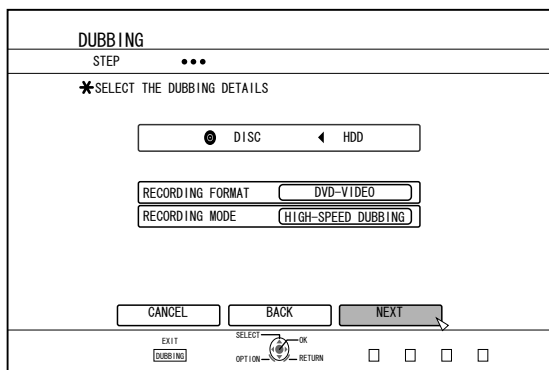 DUBBING
STEP
*SELECT THE DUBBING DETAILS
DISC HDD
RECORDING FORMAT DVD-VIDEO
RECORDING MODE HIGH-SPEED DUBBING
CANCEL BACK NEXT
EXIT SELECT OK
DUBBING OPTION RETURN